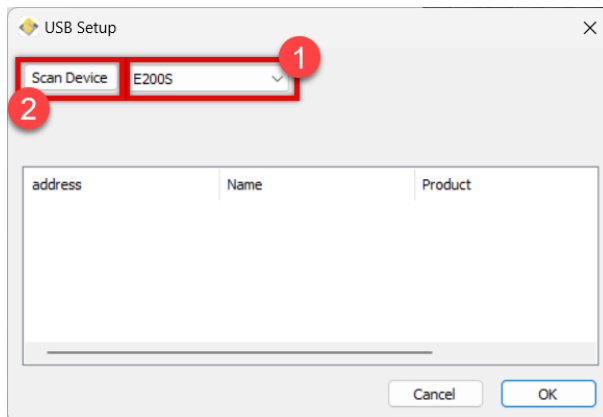 USB Setup
1
Scan Device E200S
2
address Name Product
Cancel OK